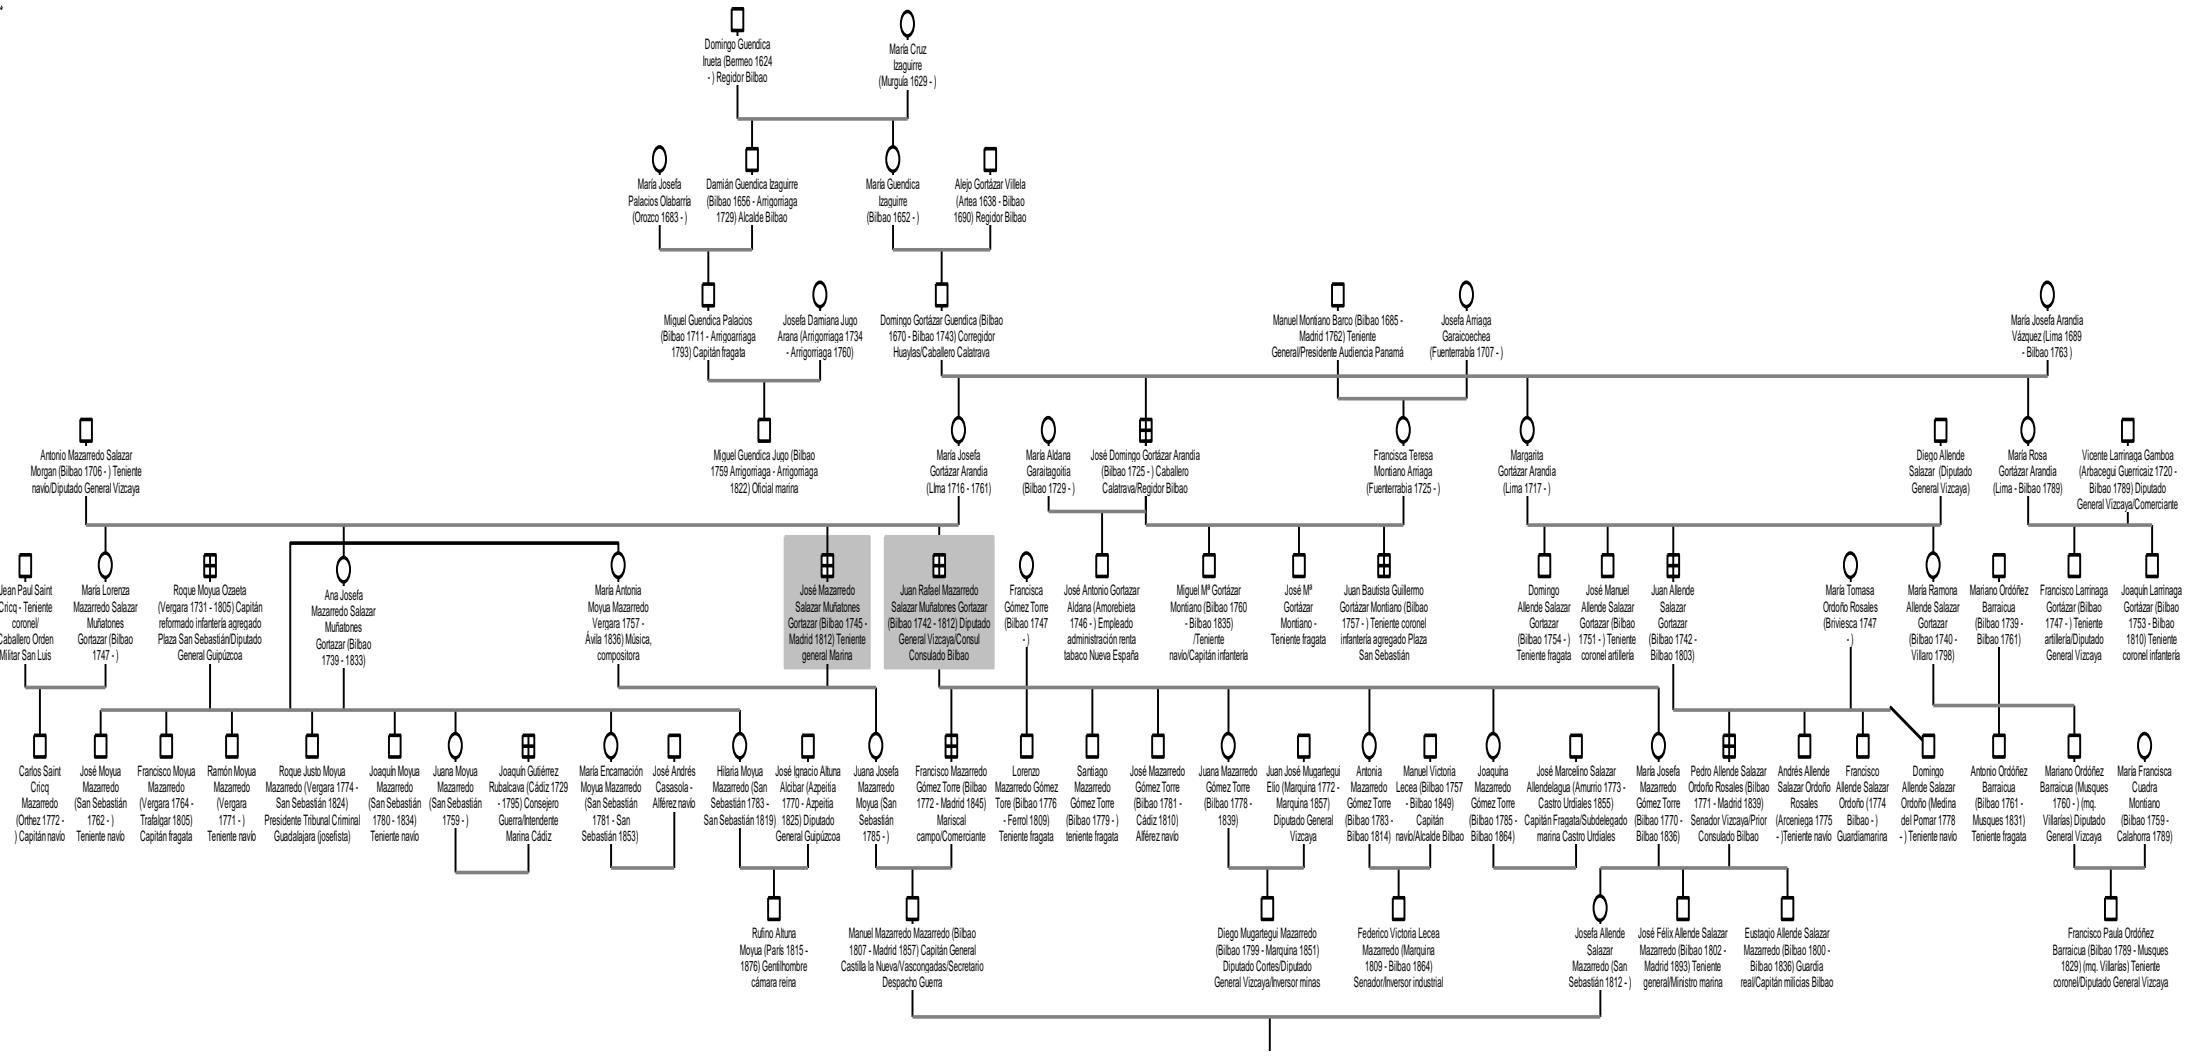 Domingo Guendica
Irueta (Bermeo 1624
- ) Regidor Bilbao
María Cruz
Izaguirre
(Murguía 1629 - )
María Josefa
Palacios Olabarria
(Orozco 1683 - )
Damián Guendica Izaguirre
(Bilbao 1656 - Arrigorriaga
1729) Alcalde Bilbao
María Guendica
Izaguirre
(Bilbao 1652 - )
Alejo Gortázar Villela
(Artea 1638 - Bilbao
1690) Regidor Bilbao
Miguel Guendica Palacios
(Bilbao 1711 - Arrigoarriaga
1793) Capitán fragata
Josefa Damiana Jugo
Arana (Arrigorriaga 1734
- Arrigorriaga 1760)
Domingo Gortázar Guendica (Bilbao
1670 - Bilbao 1743) Corregidor
Huaylas/Caballero Calatrava
Manuel Montiano Barco (Bilbao 1685 -
Madrid 1762) Teniente
General/Presidente Audiencia Panamá
Josefa Arriaga
Garaicoechea
(Fuenterrabía 1707 - )
María Josefa Arandia
Vázquez (Lima 1689
- Bilbao 1763 )
Antonio Mazarredo Salazar
Morgan (Bilbao 1706 - ) Teniente
navío/Diputado General Vizcaya
Miguel Guendica Jugo (Bilbao
1759 Arrigorriaga - Arrigorriaga
1822) Oficial marina
María Josefa
Gortázar Arandia
(LIma 1716 - 1761)
María Aldana
Garaitagoitia
(Bilbao 1729 - )
José Domingo Gortázar Arandia
(Bilbao 1725 - ) Caballero
Calatrava/Regidor Bilbao
Francisca Teresa
Montiano Arriaga
(Fuenterrabia 1725 - )
Margarita
Gortázar Arandia
(Lima 1717 - )
Diego Allende
Salazar (Diputado
General Vizcaya)
María Rosa
Gortázar Arandia
(Lima - Bilbao 1789)
Vicente Larrinaga Gamboa
(Arbacegui Guerricaiz 1720 -
Bilbao 1789) Diputado
General Vizcaya/Comerciante
Jean Paul Saint
Cricq - Teniente
coronel/
Caballero Orden
Militar San Luis
María Lorenza
Mazarredo Salazar
Muñatones
Gortazar (Bilbao
1747 - )
Roque Moyua Ozaeta
(Vergara 1731 - 1805) Capitán
reformado infantería agregado
Plaza San Sebastián/Diputado
General Guipúzcoa
Ana Josefa
Mazarredo Salazar
Muñatones
Gortazar (Bilbao
1739 - 1833)
María Antonia
Moyua Mazarredo
Vergara 1757 -
Ávila 1836) Música,
compositora
José Mazarredo
Salazar Muñatones
Gortazar (Bilbao 1745 -
Madrid 1812) Teniente
general Marina
Juan Rafael Mazarredo
Salazar Muñatones Gortazar
(Bilbao 1742 - 1812) Diputado
General Vizcaya/Consul
Consulado Bilbao
Francisca
Gómez Torre
(Bilbao 1747
- )
José Antonio Gortazar
Aldana (Amorebieta
1746 - ) Empleado
administración renta
tabaco Nueva España
Miguel Mª Gortázar
Montiano (Bilbao 1760
- Bilbao 1835)
/Teniente
navío/Capitán infantería
José Mª
Gortázar
Montiano -
Teniente fragata
Juan Bautista Guillermo
Gortázar Montiano (Bilbao
1757 - ) Teniente coronel
infantería agregado Plaza
San Sebastián
Domingo
Allende Salazar
Gortazar
(Bilbao 1754 - )
Teniente fragata
José Manuel
Allende Salazar
Gortazar (Bilbao
1751 - ) Teniente
coronel artillería
Juan Allende
Salazar
Gortázar
(Bilbao 1742 -
Bilbao 1803)
María Tomasa
Ordoño Rosales
(Briviesca 1747
- )
María Ramona
Allende Salazar
Gortazar
(Bilbao 1740 -
Villaro 1798)
Mariano Ordóñez
Barraicua
(Bilbao 1739 -
Bilbao 1761)
Francisco Larrinaga
Gortázar (Bilbao
1747 - ) Teniente
artillería/Diputado
General Vizcaya
Joaquín Larrinaga
Gortázar (Bilbao
1753 - Bilbao
1810) Teniente
coronel infantería
Carlos Saint
Cricq
Mazarredo
(Orthez 1772 -
) Capitán navío
José Moyua
Mazarredo
(San Sebastián
1762 - )
Teniente navío
Francisco Moyua
Mazarredo
(Vergara 1764 -
Trafalgar 1805)
Capitán fragata
Ramón Moyua
Mazarredo
(Vergara
1771 - )
Teniente navío
Roque Justo Moyua
Mazarredo (Vergara 1774 -
San Sebastián 1824)
Presidente Tribunal Criminal
Guadalajara (josefista)
Joaquín Moyua
Mazarredo
(San Sebastián
1780 - 1834)
Teniente navío
Juana Moyua
Mazarredo
(San Sebastián
1759 - )
Joaquín Gutiérrez
Rubalcava (Cádiz 1729
- 1795) Consejero
Guerra/Intendente
Marina Cádiz
María Encarnación
Moyua Mazarredo
(San Sebastián
1781 - San
Sebastián 1853)
José Andrés
Casasola -
Alférez navío
Hilaria Moyua
Mazarredo (San
Sebastián 1783 -
San Sebastián 1819)
José Ignacio Altuna
Alcibar (Azpeitia
1770 - Azpeitia
1825) Diputado
General Guipúzcoa
Juana Josefa
Mazarredo
Moyua (San
Sebastián
1785 - )
Francisco Mazarredo
Gómez Torre (Bilbao
1772 - Madrid 1845)
Mariscal
campo/Comerciante
Lorenzo
Mazarredo Gómez
Torre (Bilbao 1776
- Ferrol 1809)
Teniente fragata
Santiago
Mazarredo
Gómez Torre
(Bilbao 1779 - )
teniente fragata
José Mazarredo
Gómez Torre
(Bilbao 1781 -
Cádiz 1810)
Alférez navío
Juana Mazarredo
Gómez Torre
(Bilbao 1778 -
1839)
Juan José Mugartegui
Elio (Marquina 1772 -
Marquina 1857)
Diputado General
Vizcaya
Antonia
Mazarredo
Gómez Torre
(Bilbao 1783 -
Bilbao 1814)
Manuel Victoria
Lecea (Bilbao 1757
- Bilbao 1849)
Capitán
navío/Alcalde Bilbao
Joaquina
Mazarredo
Gómez Torre
(Bilbao 1785 -
Bilbao 1864)
José Marcelino Salazar
Allendelagua (Amurrio 1773 -
Castro Urdiales 1855)
Capitán Fragata/Subdelegado
marina Castro Urdiales
María Josefa
Mazarredo
Gómez Torre
(Bilbao 1770 -
Bilbao 1836)
Pedro Allende Salazar
Ordoño Rosales (Bilbao
1771 - Madrid 1839)
Senador Vizcaya/Prior
Consulado Bilbao
Andrés Allende
Salazar Ordoño
Rosales
(Arceniega 1775
- )Teniente navío
Francisco
Allende Salazar
Ordoño (1774
Bilbao - )
Guardiamarina
Domingo
Allende Salazar
Ordoño (Medina
del Pomar 1778
- ) Teniente navío
Antonio Ordóñez
Barraicua
(Bilbao 1761 -
Musques 1831)
Teniente fragata
Mariano Ordóñez
Barraicua (Musques
1760 - ) (mq.
Villarías) Diputado
General Vizcaya
María Francisca
Cuadra
Montiano
(Bilbao 1759 -
Calahorra 1789)
Rufino Altuna
Moyua (París 1815 -
1876) Gentilhombre
cámara reina
Manuel Mazarredo Mazarredo (Bilbao
1807 - Madrid 1857) Capitán General
Castilla la Nueva/Vascongadas/Secretario
Despacho Guerra
Diego Mugartegui Mazarredo
(Bilbao 1799 - Marquina 1851)
Diputado Cortes/Diputado
General Vizcaya/Inversor minas
Federico Victoria Lecea
Mazarredo (Marquina
1809 - Bilbao 1864)
Senador/Inversor industrial
Josefa Allende
Salazar
Mazarredo (San
Sebastián 1812 - )
José Félix Allende Salazar
Mazarredo (Bilbao 1802 -
Madrid 1893) Teniente
general/Ministro marina
Eustaqio Allende Salazar
Mazarredo (Bilbao 1800 -
Bilbao 1836) Guardia
real/Capitán milicias Bilbao
Francisco Paula Ordóñez
Barraicua (Bilbao 1789 - Musques
1829) (mq. Villarías) Teniente
coronel/Diputado General Vizcaya